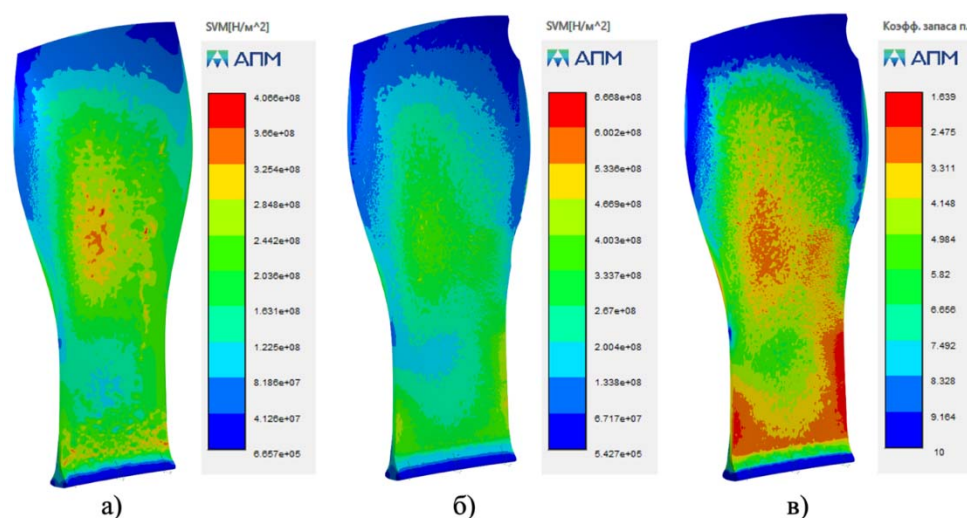 SVM[Н/м^2]
АПМ
4.066e+08
3.66e+08
3.254e+08
2.848e+08
2.442e+08
2.036e+08
1.631e+08
1.225e+08
8.186e+07
4.126e+07
6.657e+05
а)
SVM[Н/м^2]
АПМ
6.668e+08
6.002e+08
5.336e+08
4.669e+08
4.003e+08
3.337e+08
2.67e+08
2.004e+08
1.338e+08
6.717e+07
5.427e+05
б)
Коэфф. запаса п.
АПМ
1.639
2.475
3.311
4.148
4.984
5.82
6.656
7.492
8.328
9.164
10
в)